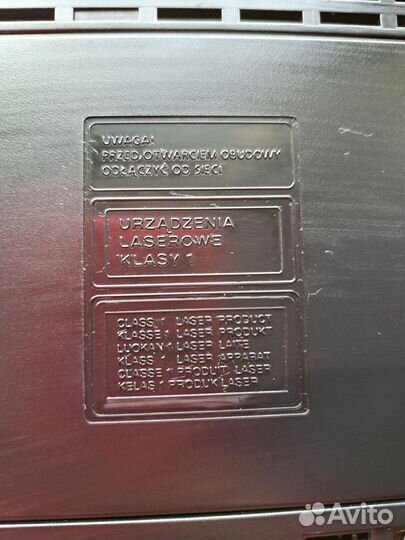 UWAGA!
PRZED OTWARCIEM OBUDOWY
ODŁĄCZYĆ OD SIECI
URZĄDZENIA
LASEROWE
KLASY 1
CLASS 1 LASER PRODUCT
KLASSE 1 LASER PRODUKT
LUOKAN 1 LASER LAITE
KLASS 1 LASER APPARAT
CLASSE 1 PRODUIT LASER
KELAS 1 PRODUK LASER
Avito